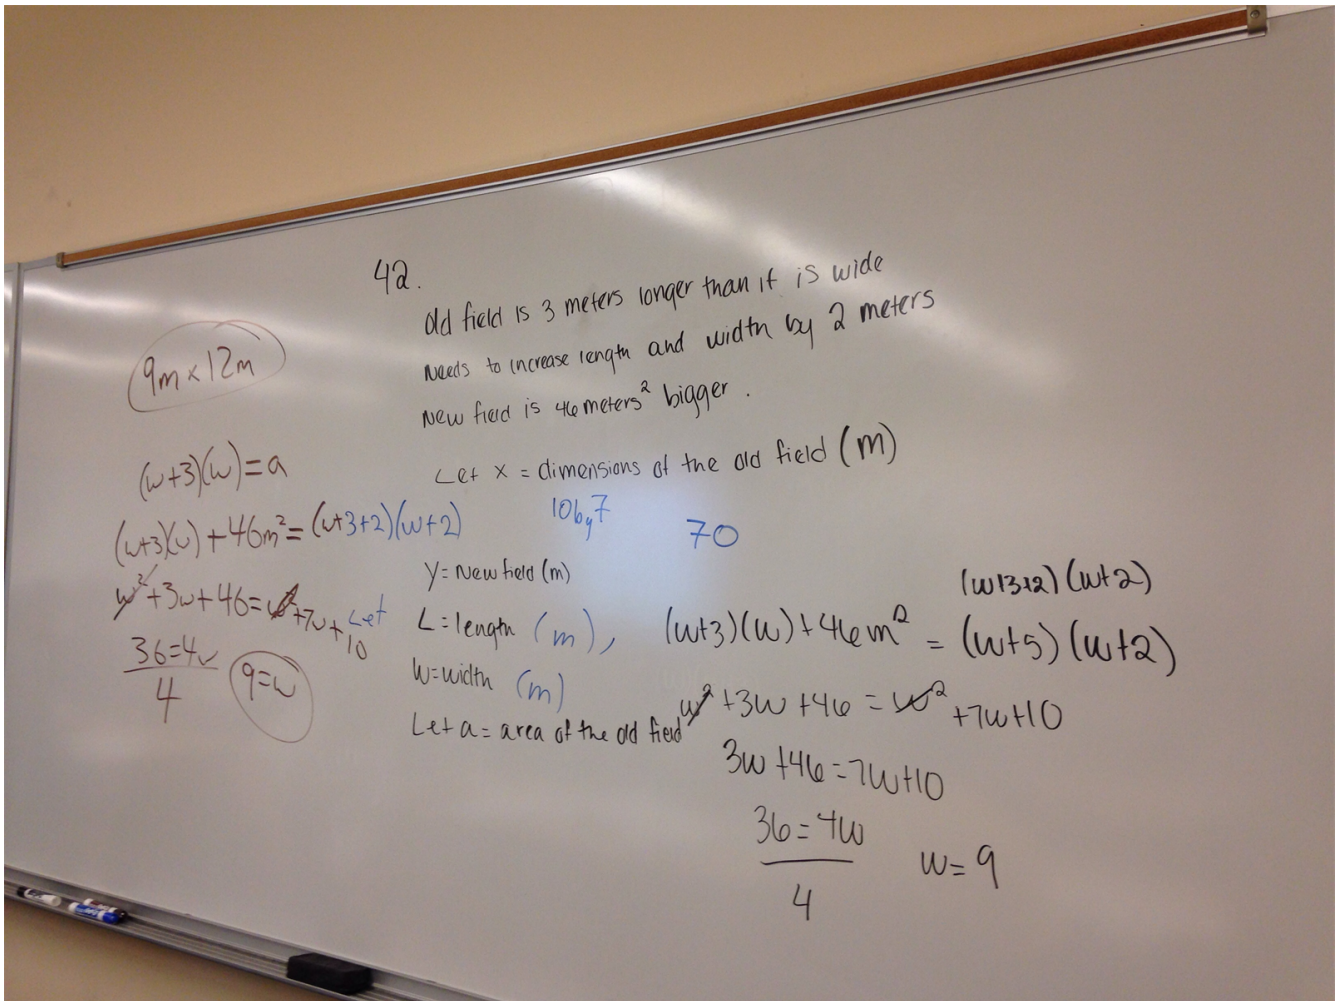 42.
old field is 3 meters longer than it is wide
Needs to increase length and width by 2 meters
New field is 46 meters² bigger.
Let x = dimensions of the old field (m)
10 by 7
70
y = New field (m)
Let
L = length (m),
W = width (m)
Let a = area of the old field
9m x 12m
(w+3)(w) = a
(w+3)(w) + 46m² = (w+3+2)(w+2)
w² + 3w + 46 = w² + 7w + 10
36 = 4w
4
9 = w
(w+3+2)(w+2)
(w+3)(w) + 46m² = (w+5)(w+2)
w² + 3w + 46 = w² + 7w + 10
3w + 46 = 7w + 10
36 = 4w
4
w = 9